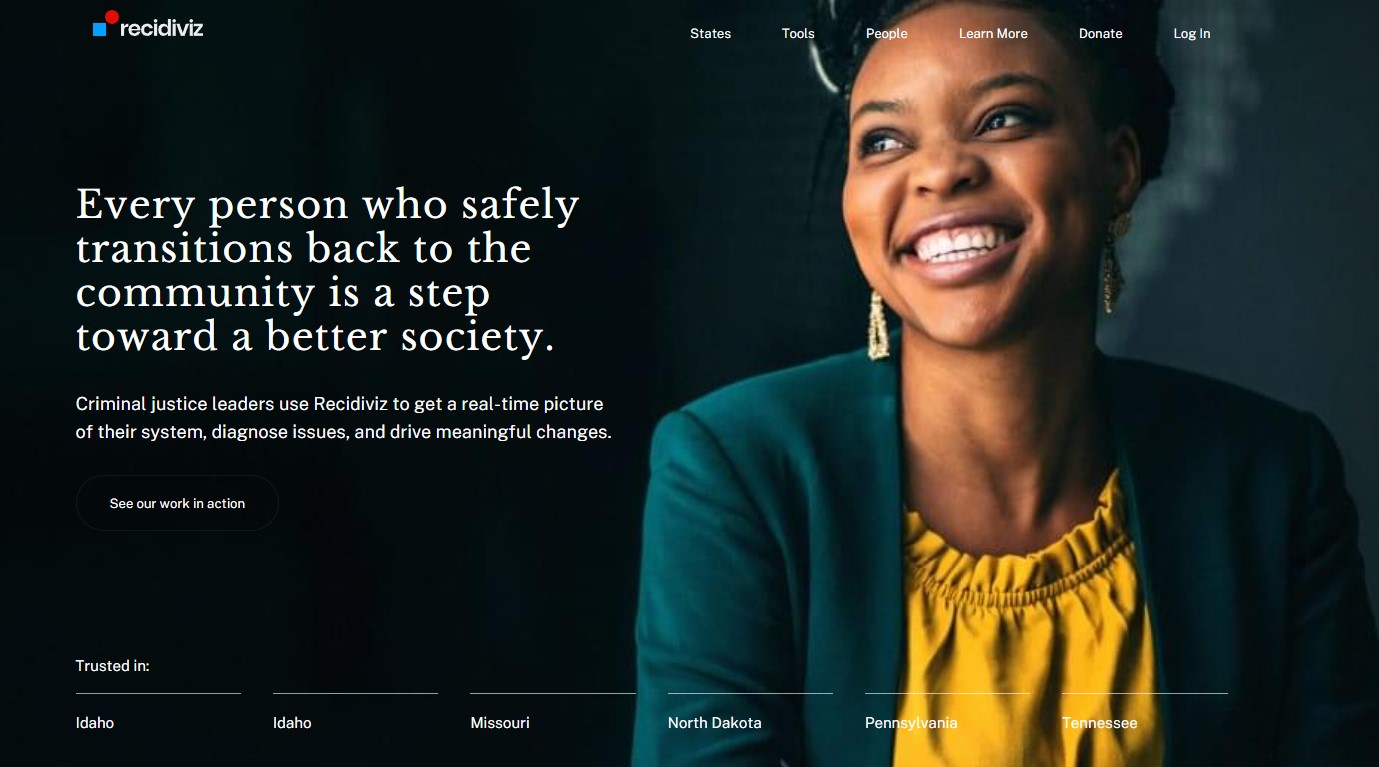 recidiviz
States Tools People Learn More Donate Log In
Every person who safely
transitions back to the
community is a step
toward a better society.
Criminal justice leaders use Recidiviz to get a real-time picture
of their system, diagnose issues, and drive meaningful changes.
See our work in action
Trusted in:
Idaho Idaho Missouri North Dakota Pennsylvania Tennessee